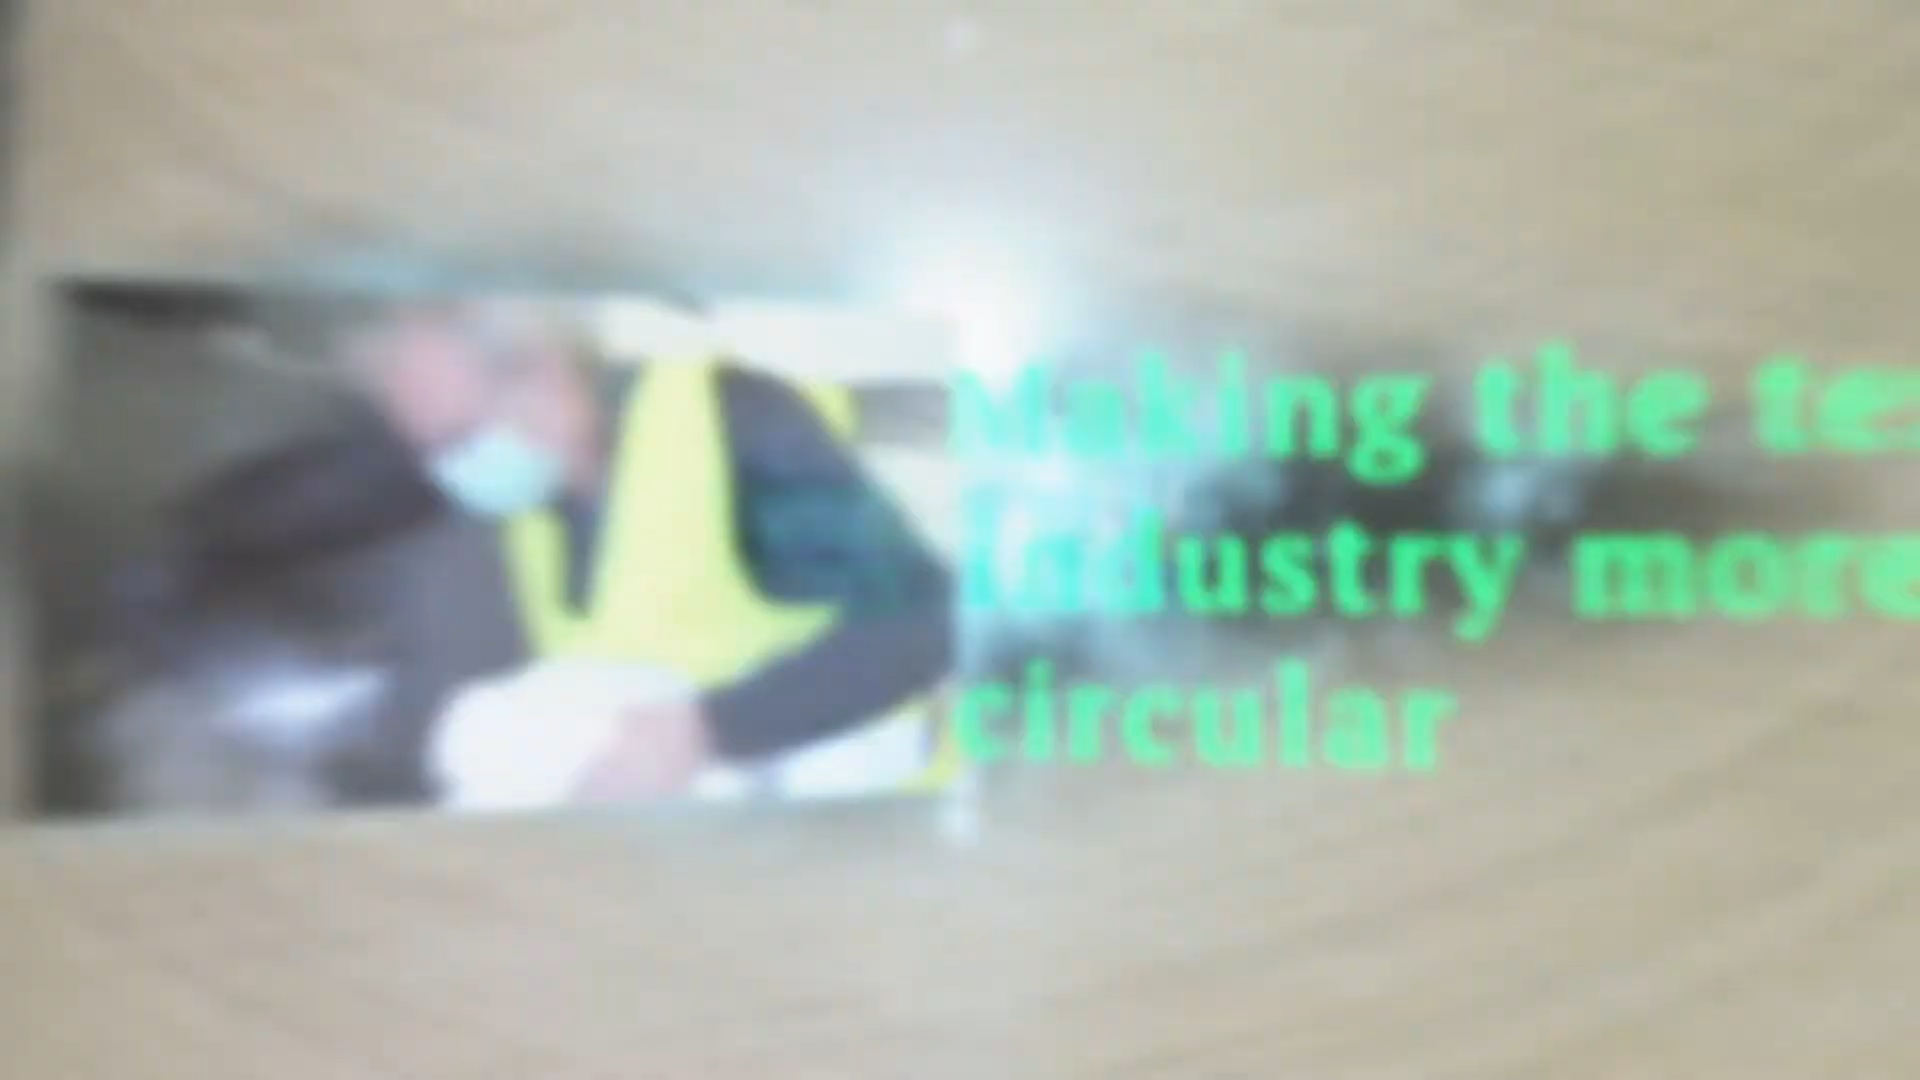 Making the
industry more
circular